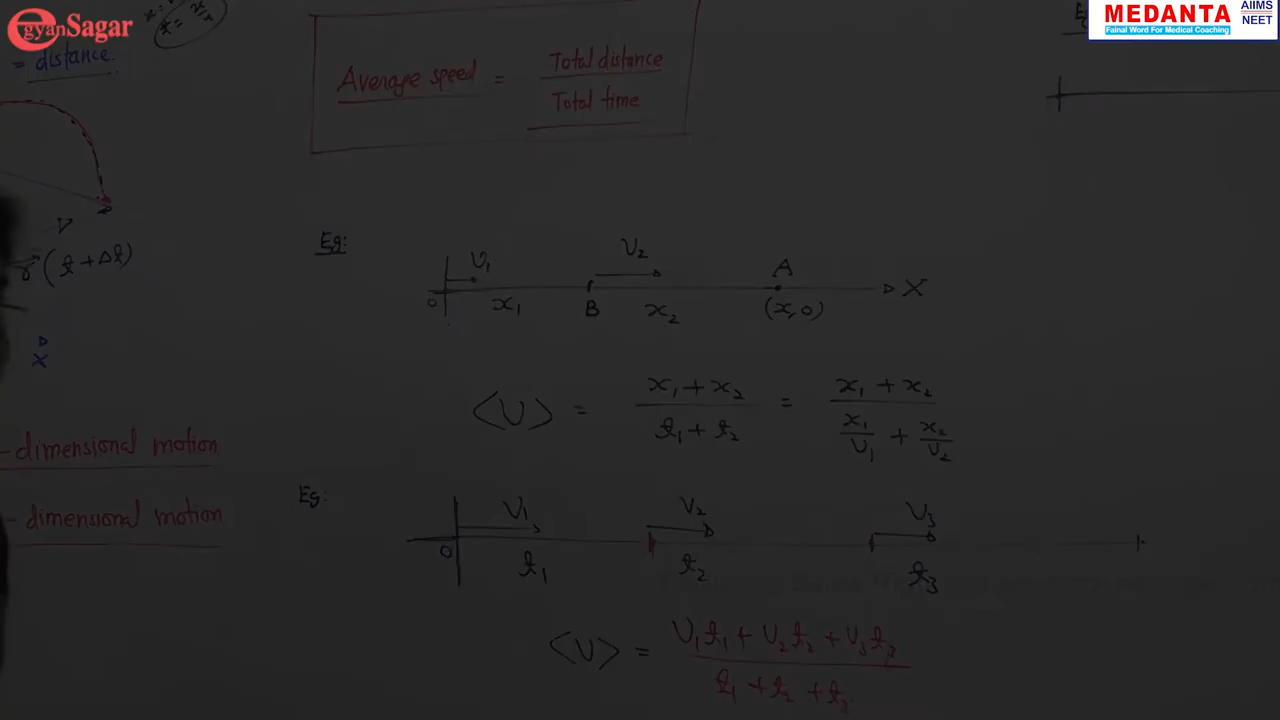 egyanSagar
MEDANTA
Fainal Word For Medical Coaching
AIIMS
NEET
= distance.
Average speed = Total distance
Total time
(t + Δt)
X
-dimensional motion
-dimensional motion
Eg:
V₁
V₂
A
0
x₁
B
x₂
(x,0)
X
<V> = x₁ + x₂ / t₁ + t₂ = x₁ + x₂ / x₁/V₁ + x₂/V₂
Eg:
V₁
V₂
V₃
0
t₁
t₂
t₃
<V> = V₁t₁ + V₂t₂ + V₃t₃ / t₁ + t₂ + t₃